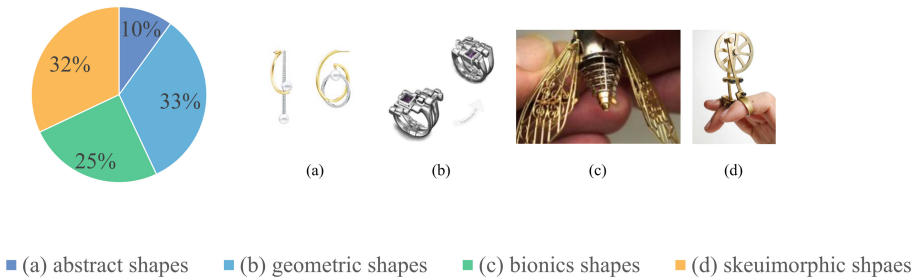 10%
32%
33%
25%
(a)
(b)
(c)
(d)
(a) abstract shapes
(b) geometric shapes
(c) bionics shapes
(d) skeuimorphic shpaes